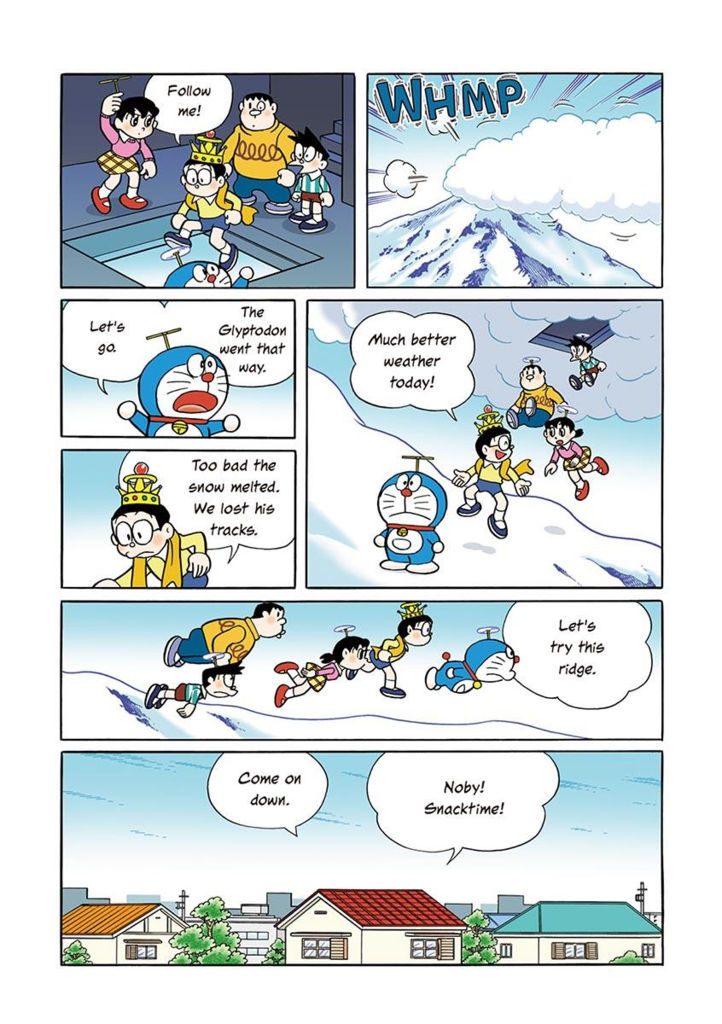 Follow
me!
WHMP
Let's
go.
The
Glyptodon
went that
way.
Much better
weather
today!
Too bad the
snow melted.
We lost his
tracks.
Let's
try this
ridge.
Come on
down.
Noby!
Snacktime!